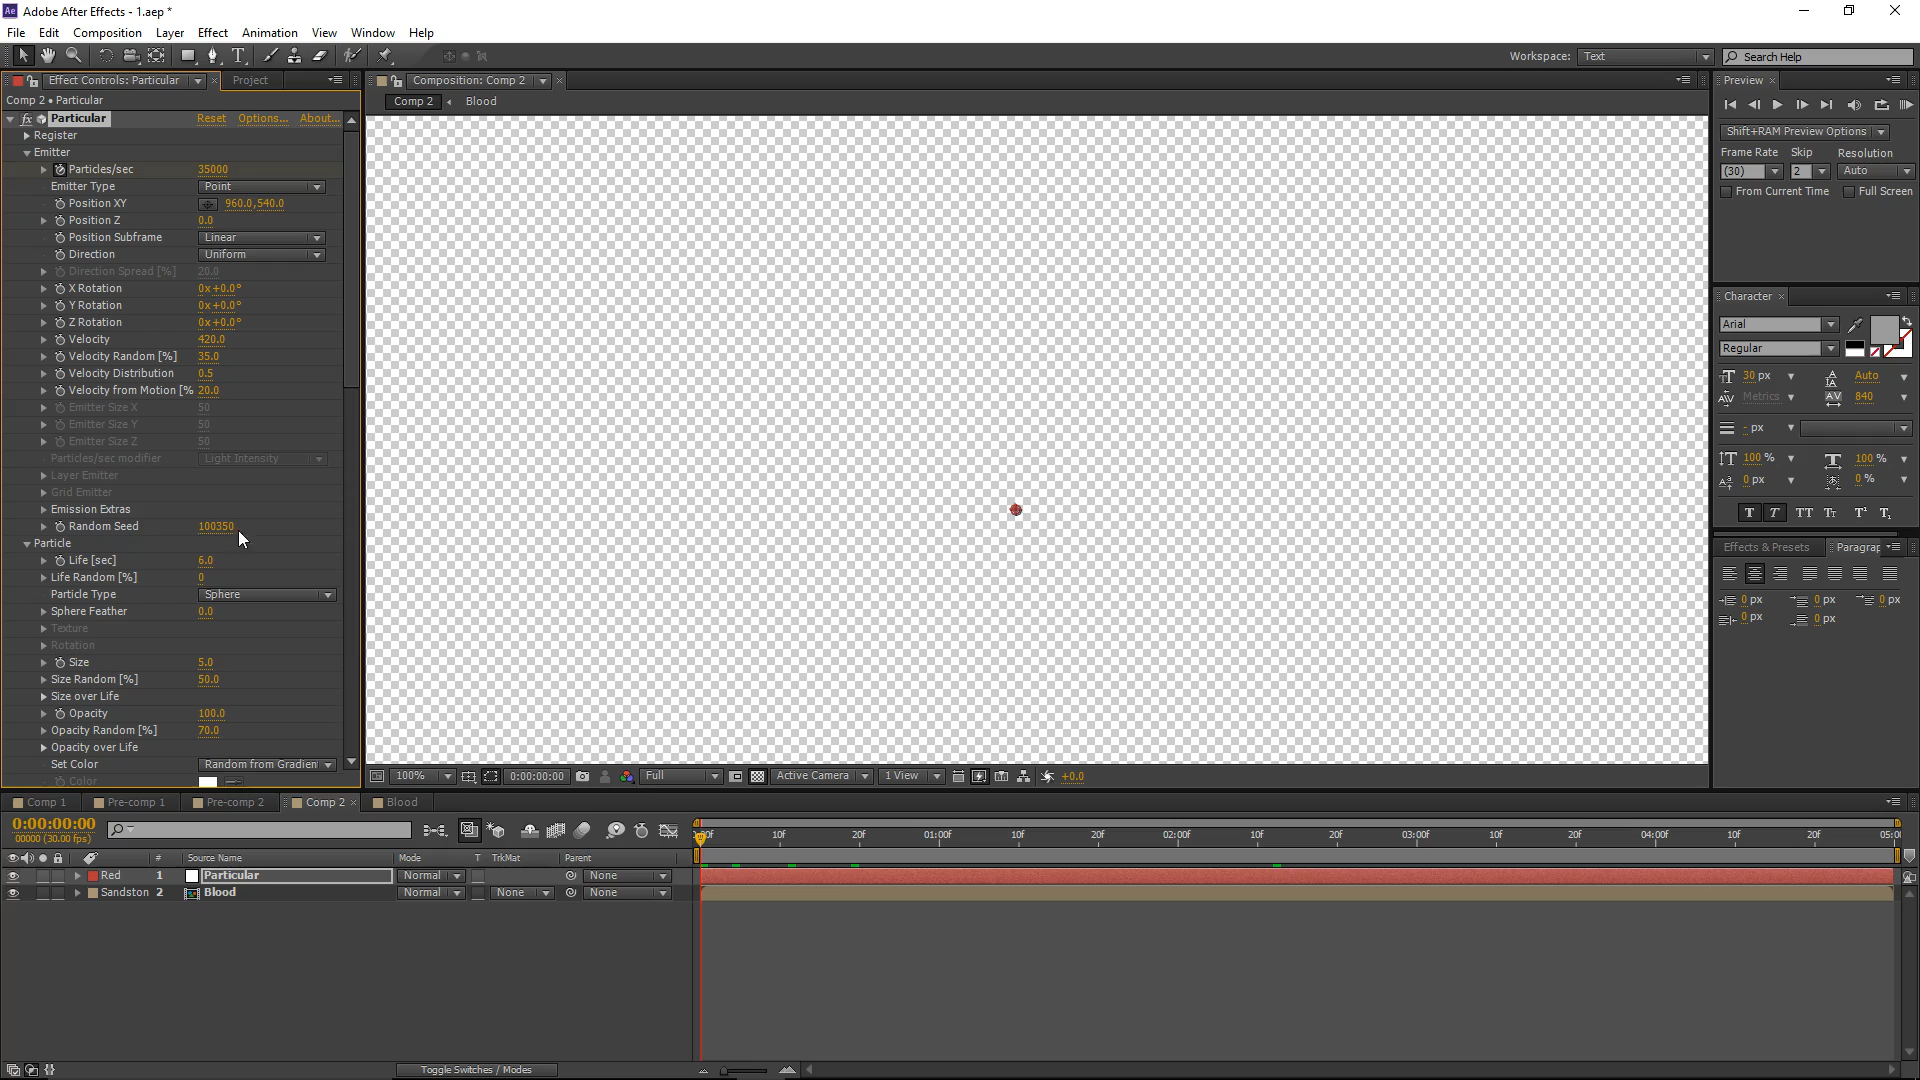 Ae Adobe After Effects - 1.aep *
File Edit Composition Layer Effect Animation View Window Help
Workspace: Text Search Help
Effect Controls: Particular Project
Composition: Comp 2
Preview
Comp 2 • Particular
Comp 2 Blood
fx Particular Reset Options... About...
Register
Emitter
Particles/sec 35000
Emitter Type Point
Position XY 960.0,540.0
Position Z 0.0
Position Subframe Linear
Direction Uniform
Direction Spread [%] 20.0
X Rotation 0x+0.0°
Y Rotation 0x+0.0°
Z Rotation 0x+0.0°
Velocity 420.0
Velocity Random [%] 35.0
Velocity Distribution 0.5
Velocity from Motion [% 20.0
Emitter Size X 50
Emitter Size Y 50
Emitter Size Z 50
Particles/sec modifier Light Intensity
Layer Emitter
Grid Emitter
Emission Extras
Random Seed 100350
Particle
Life [sec] 6.0
Life Random [%] 0
Particle Type Sphere
Sphere Feather 0.0
Texture
Rotation
Size 5.0
Size Random [%] 50.0
Size over Life
Opacity 100.0
Opacity Random [%] 70.0
Opacity over Life
Set Color Random from Gradien
Color
Shift+RAM Preview Options
Frame Rate Skip Resolution
(30) 2 Auto
From Current Time Full Screen
Character
Arial
Regular
30 px Auto
Metrics 840
- px
100 % 100 %
0 px 0 %
T T TT Tt T¹ T₁
Effects & Presets Paragrap
0 px 0 px 0 px
0 px 0 px
100% 0:00:00:00 Full Active Camera 1 View +0.0
Comp 1 Pre-comp 1 Pre-comp 2 Comp 2 Blood
0:00:00:00
00000 (30.00 fps)
10f 20f 01:00f 10f 20f 02:00f 10f 20f 03:00f 10f 20f 04:00f 10f 20f 05:0
# Source Name Mode T TrkMat Parent
Red 1 Particular Normal None
Sandston 2 Blood Normal None None
Toggle Switches / Modes